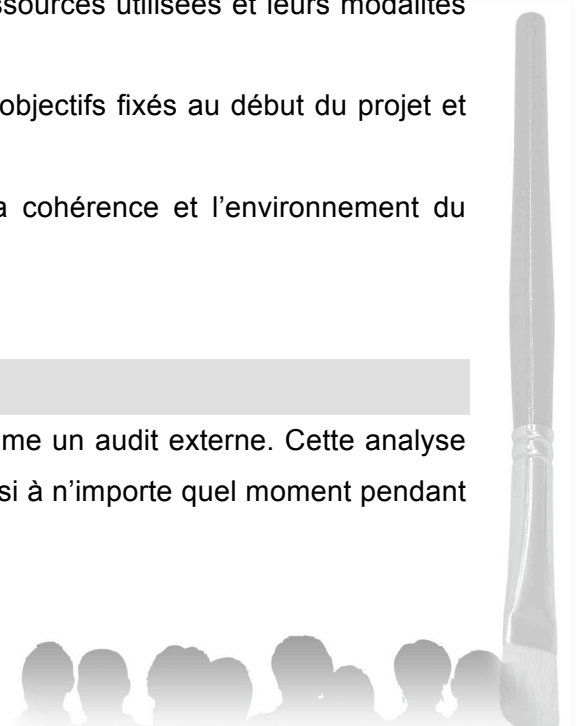 ssources utilisées et leurs modalités
objectifs fixés au début du projet et
a cohérence et l’environnement du
me un audit externe. Cette analyse
si à n’importe quel moment pendant